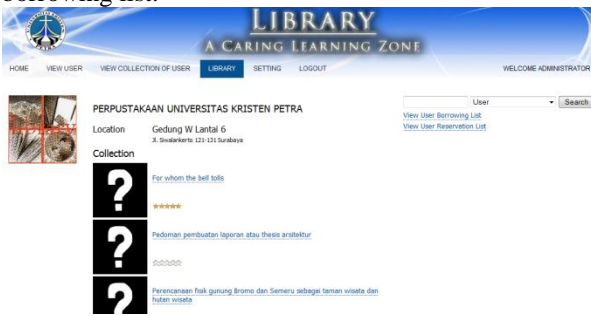 borrowing list.
LIBRARY
A CARING LEARNING ZONE
HOME VIEW USER VIEW COLLECTION OF USER LIBRARY SETTING LOGOUT WELCOME ADMINISTRATOR
User Search
View User Borrowing List
View User Reservation List
PERPUSTAKAAN UNIVERSITAS KRISTEN PETRA
Location Gedung W Lantai 6
Jl. Siwalankerto 121-131 Surabaya
Collection
For whom the bell tolls
Pedoman pembuatan laporan atau thesis arsitektur
Perencanaan fisik gunung Bromo dan Semeru sebagai taman wisata dan
hutan wisata